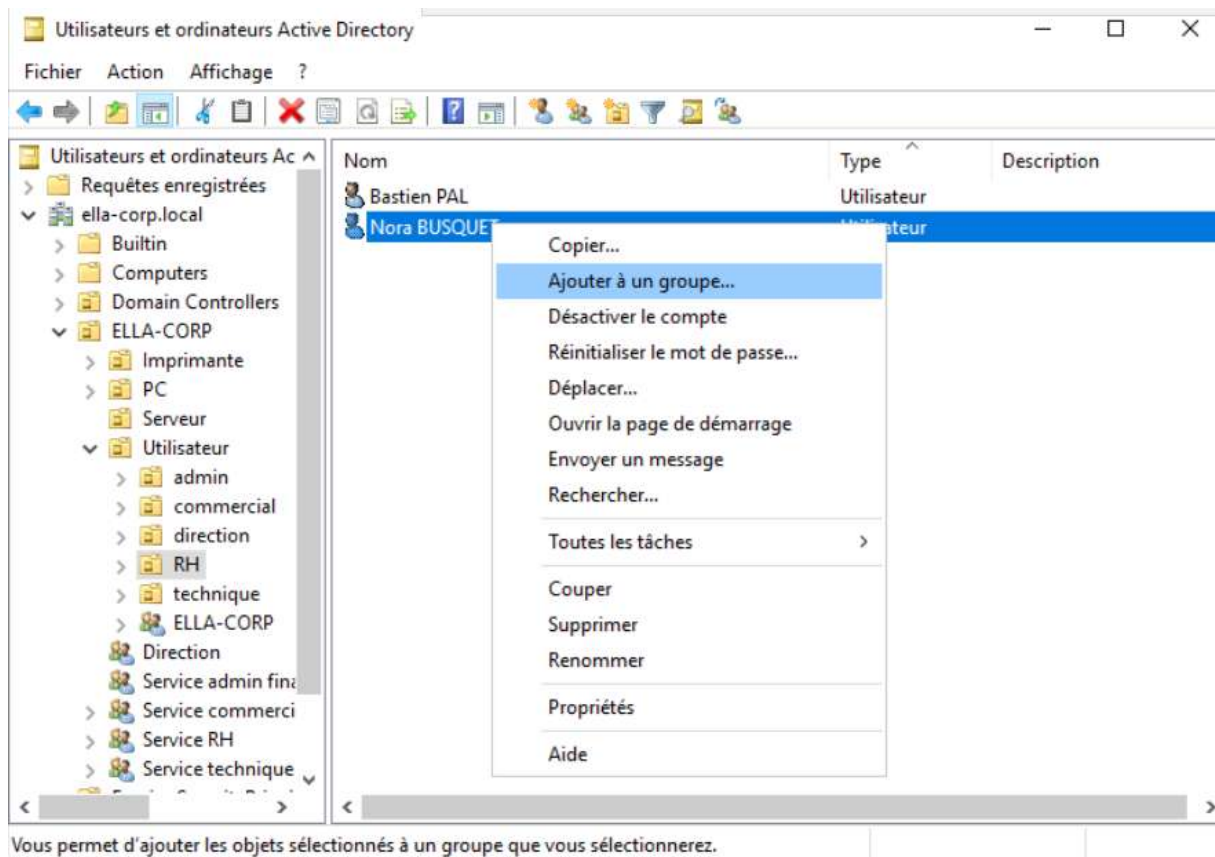 Utilisateurs et ordinateurs Active Directory
Fichier Action Affichage ?
Utilisateurs et ordinateurs Ac
Requêtes enregistrées
ella-corp.local
Builtin
Computers
Domain Controllers
ELLA-CORP
Imprimante
PC
Serveur
Utilisateur
admin
commercial
direction
RH
technique
ELLA-CORP
Direction
Service admin fina
Service commerci
Service RH
Service technique
Nom Type Description
Bastien PAL Utilisateur
Nora BUSQUET
Copier...
Ajouter à un groupe...
Désactiver le compte
Réinitialiser le mot de passe...
Déplacer...
Ouvrir la page de démarrage
Envoyer un message
Rechercher...
Toutes les tâches
Couper
Supprimer
Renommer
Propriétés
Aide
Vous permet d'ajouter les objets sélectionnés à un groupe que vous sélectionnerez.